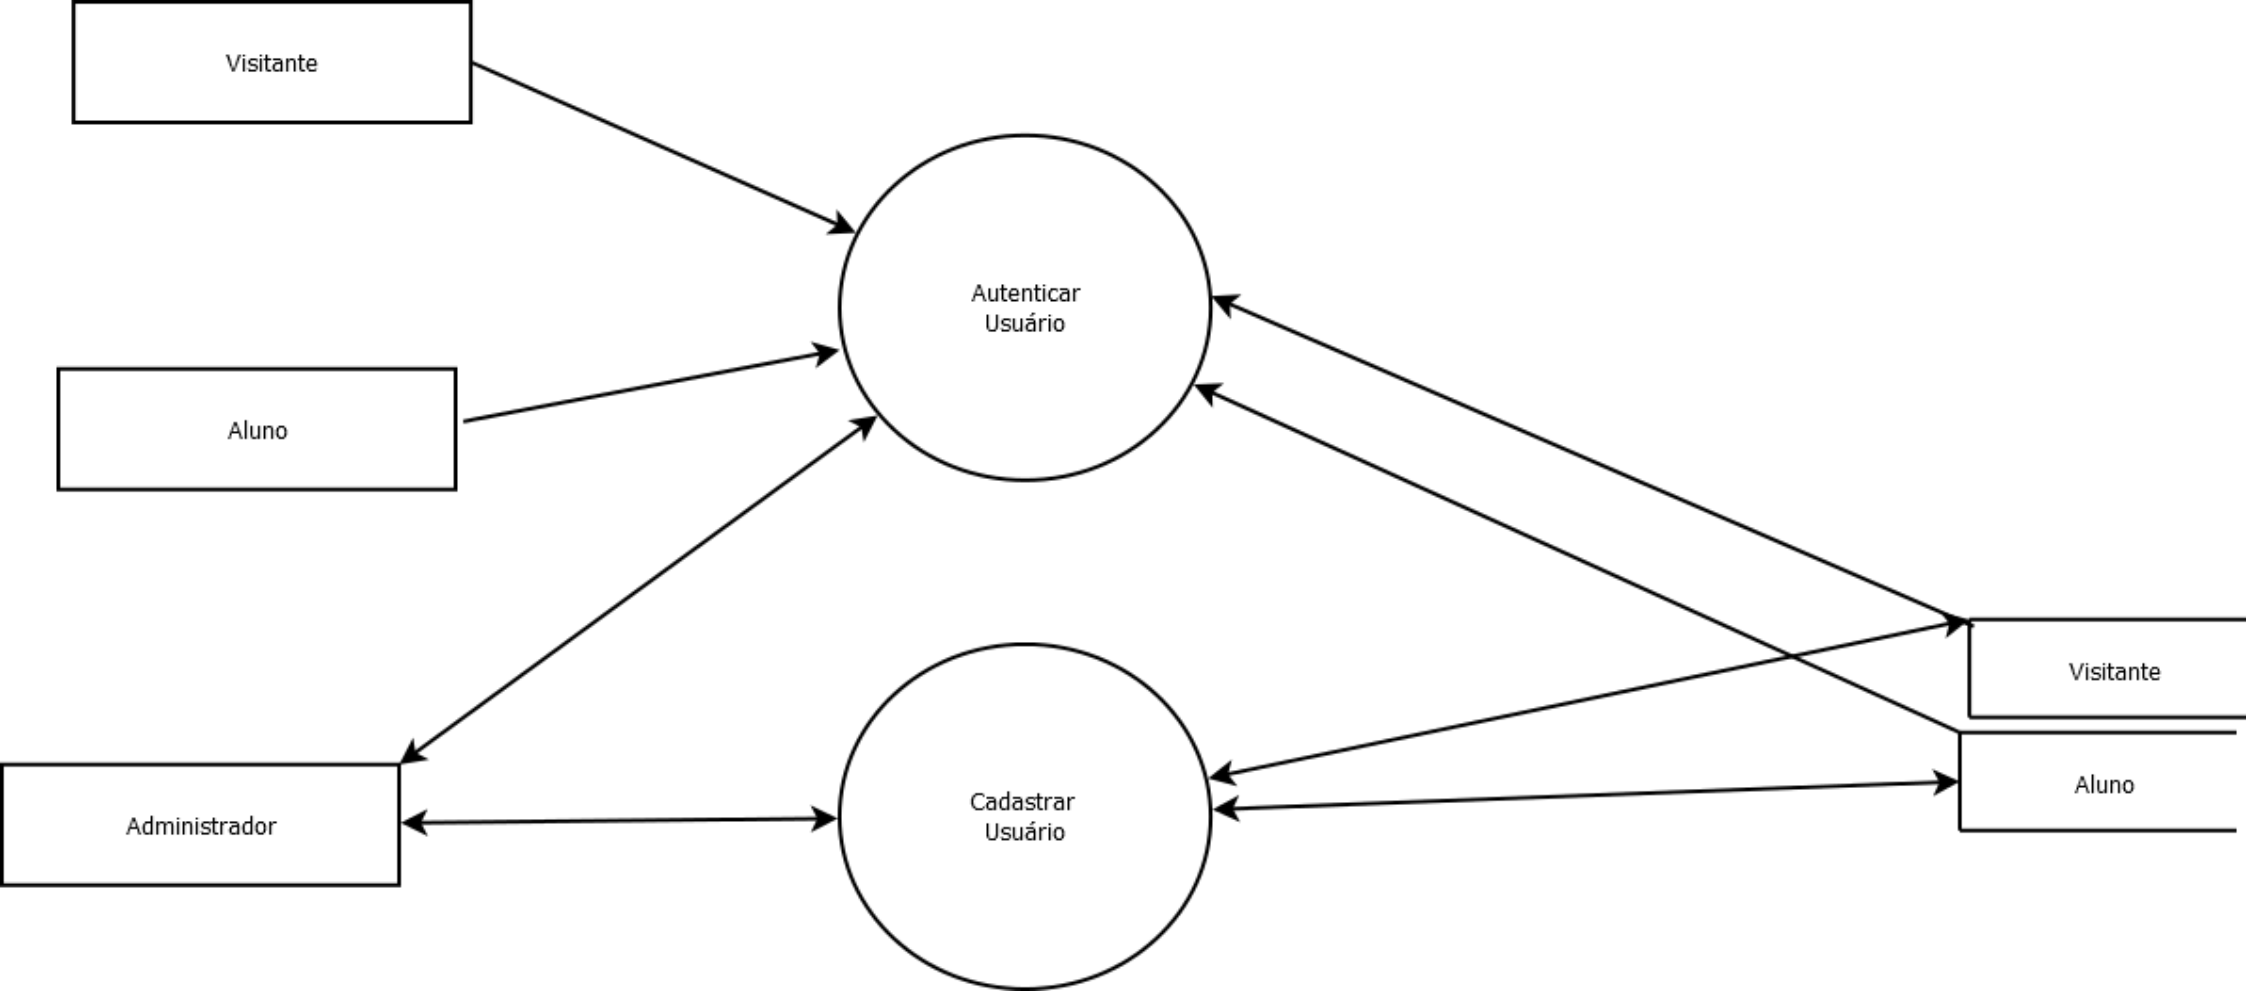 Visitante
Autenticar
Usuário
Aluno
Visitante
Aluno
Cadastrar
Usuário
Administrador